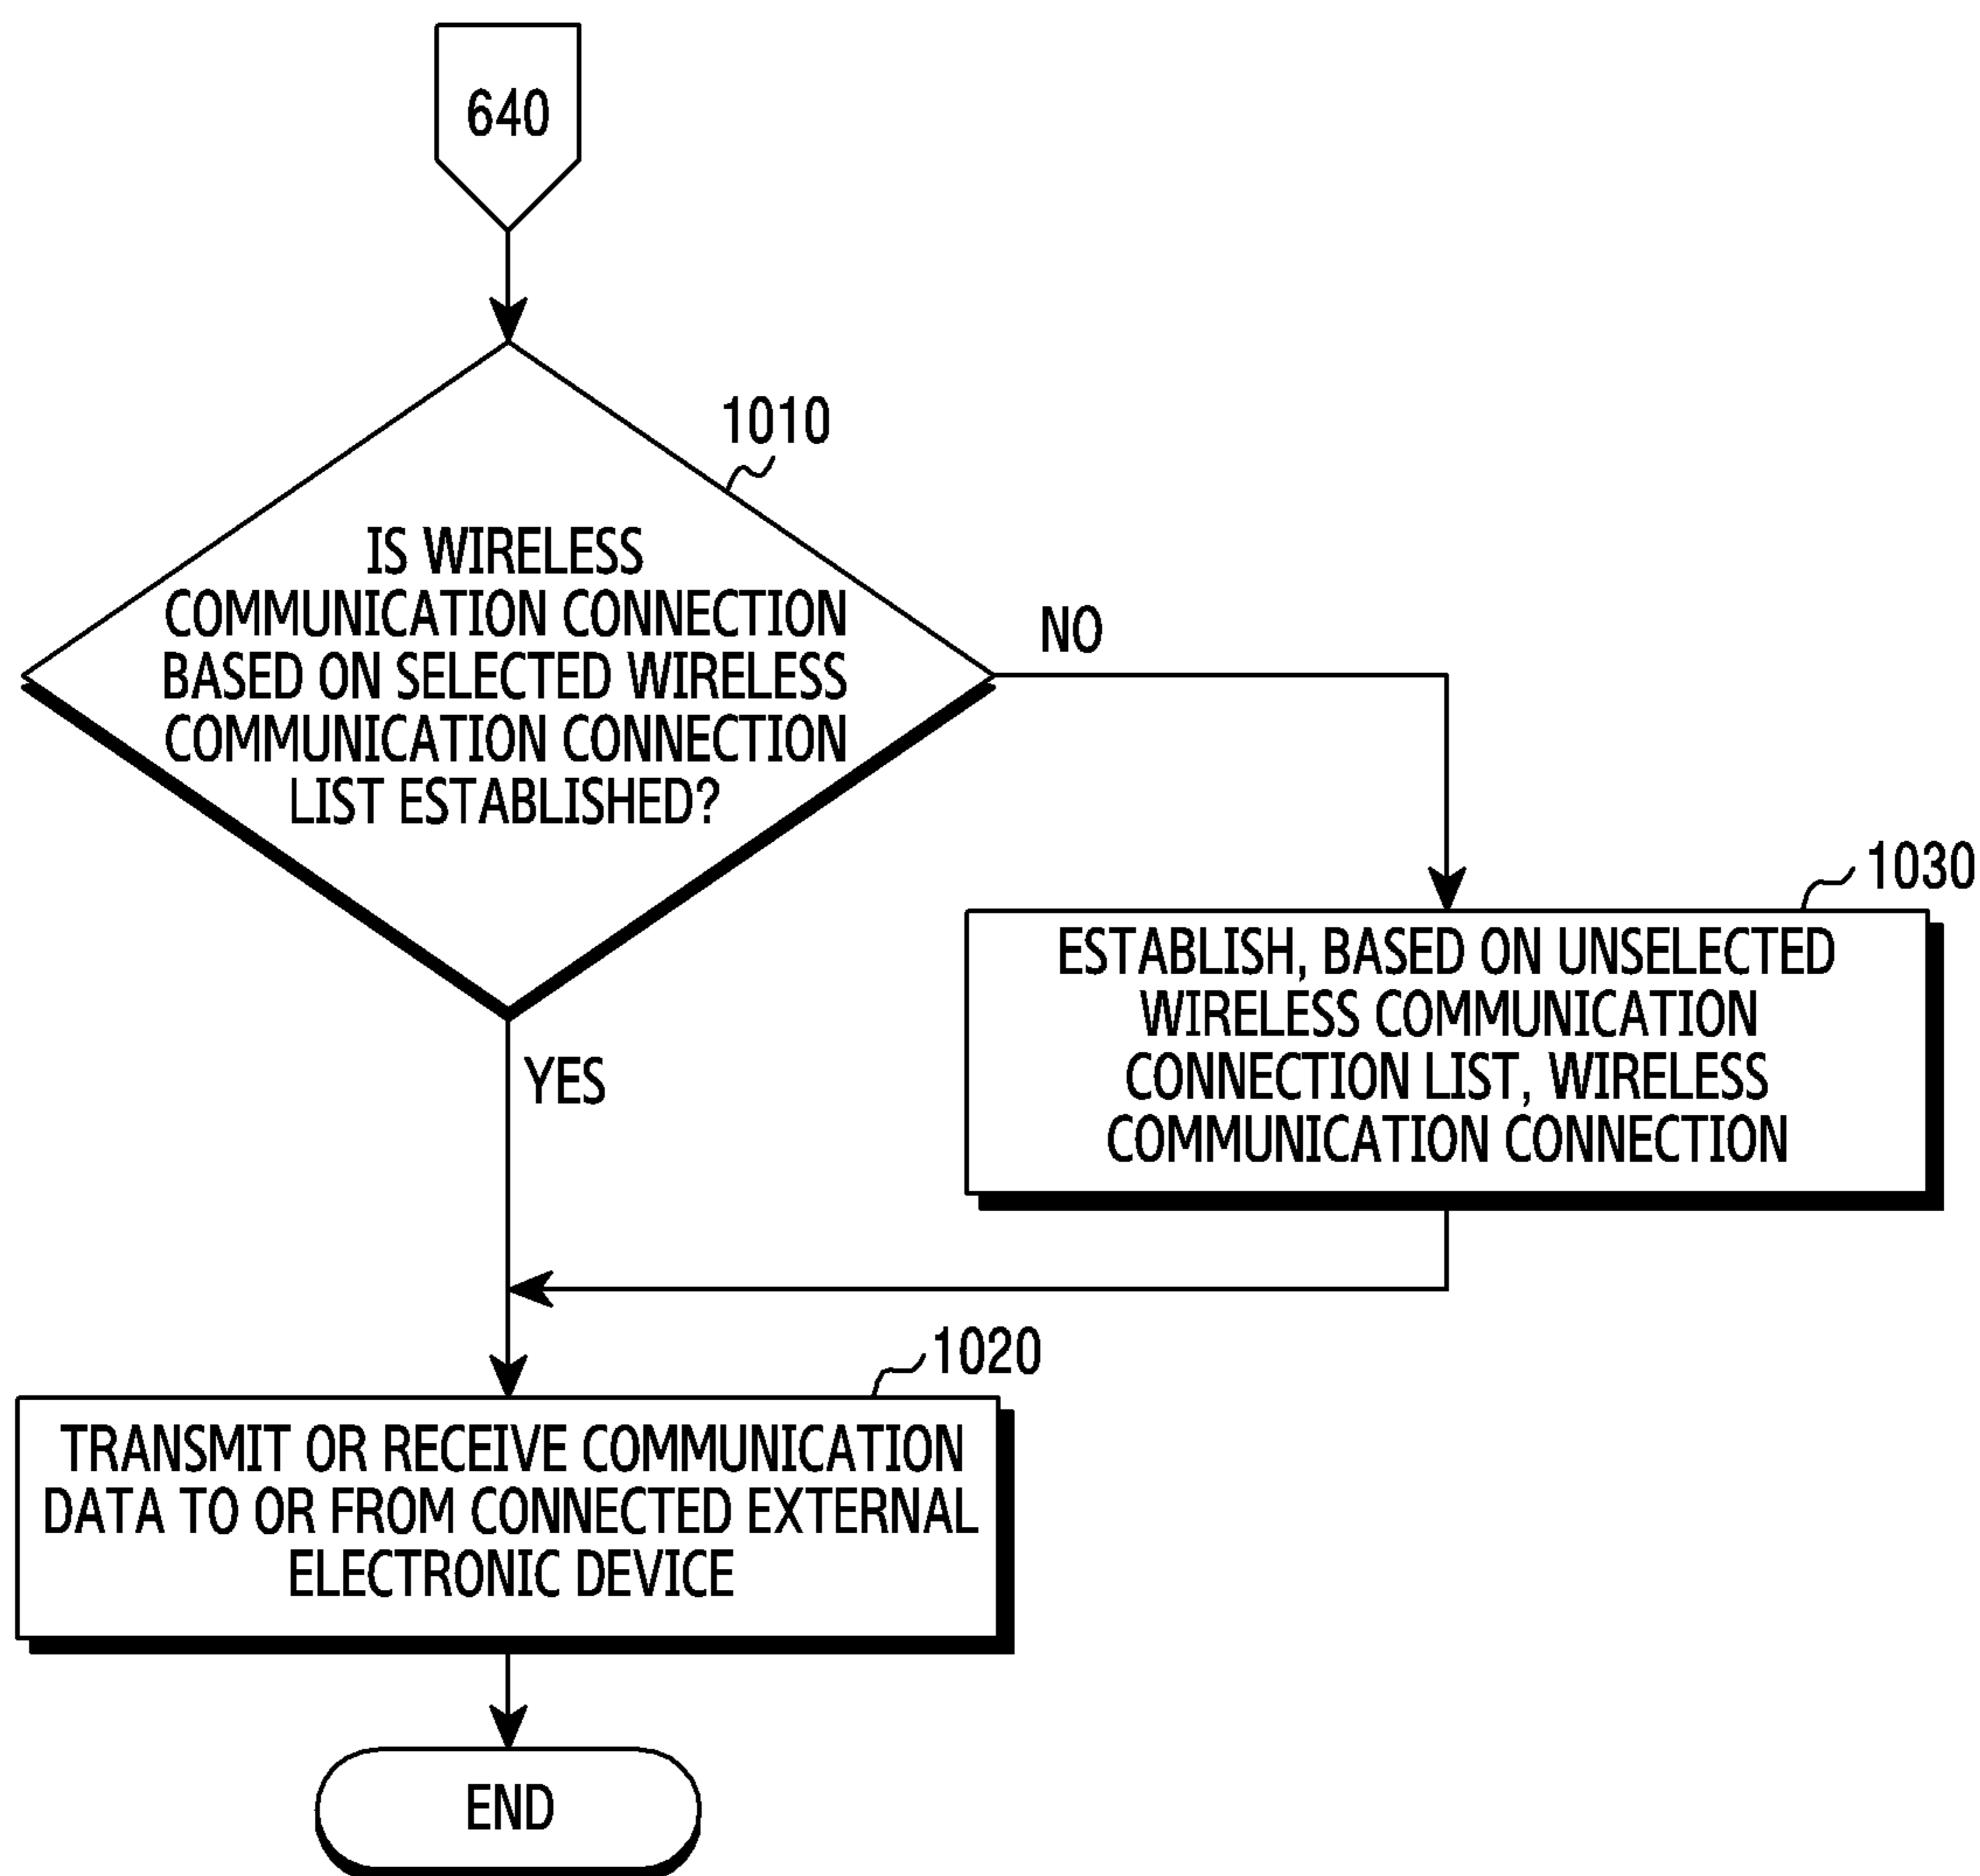 640
1010
IS WIRELESS
COMMUNICATION CONNECTION
BASED ON SELECTED WIRELESS
COMMUNICATION CONNECTION
LIST ESTABLISHED?
NO
YES
1030
ESTABLISH, BASED ON UNSELECTED
WIRELESS COMMUNICATION
CONNECTION LIST, WIRELESS
COMMUNICATION CONNECTION
1020
TRANSMIT OR RECEIVE COMMUNICATION
DATA TO OR FROM CONNECTED EXTERNAL
ELECTRONIC DEVICE
END